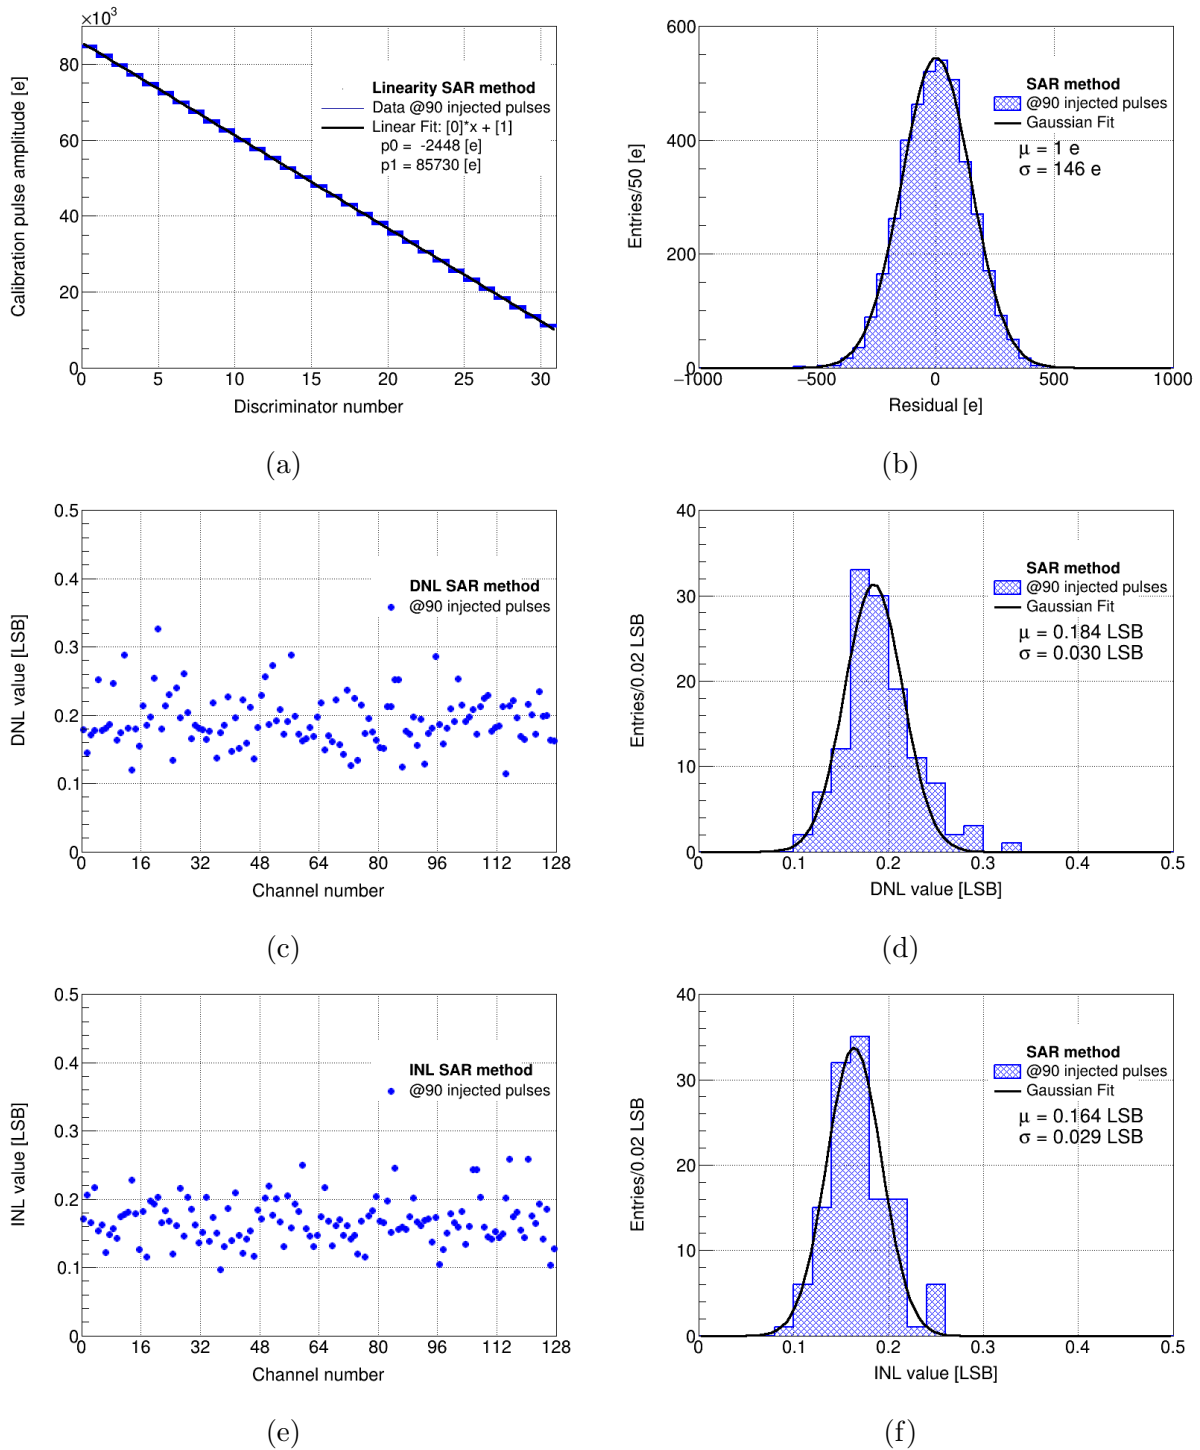 ×10³
80
60
40
20
0
0 5 10 15 20 25 30
Calibration pulse amplitude [e]
Discriminator number
Linearity SAR method
Data @90 injected pulses
Linear Fit: [0]*x + [1]
p0 = -2448 [e]
p1 = 85730 [e]
(a)
600
400
200
0
−1000 −500 0 500 1000
Entries/50 [e]
Residual [e]
SAR method
@90 injected pulses
Gaussian Fit
μ = 1 e
σ = 146 e
(b)
0.5
0.4
0.3
0.2
0.1
0
0 16 32 48 64 80 96 112 128
DNL value [LSB]
Channel number
DNL SAR method
@90 injected pulses
(c)
40
30
20
10
0
0 0.1 0.2 0.3 0.4 0.5
Entries/0.02 LSB
DNL value [LSB]
SAR method
@90 injected pulses
Gaussian Fit
μ = 0.184 LSB
σ = 0.030 LSB
(d)
0.5
0.4
0.3
0.2
0.1
0
0 16 32 48 64 80 96 112 128
INL value [LSB]
Channel number
INL SAR method
@90 injected pulses
(e)
40
30
20
10
0
0 0.1 0.2 0.3 0.4 0.5
Entries/0.02 LSB
INL value [LSB]
SAR method
@90 injected pulses
Gaussian Fit
μ = 0.164 LSB
σ = 0.029 LSB
(f)